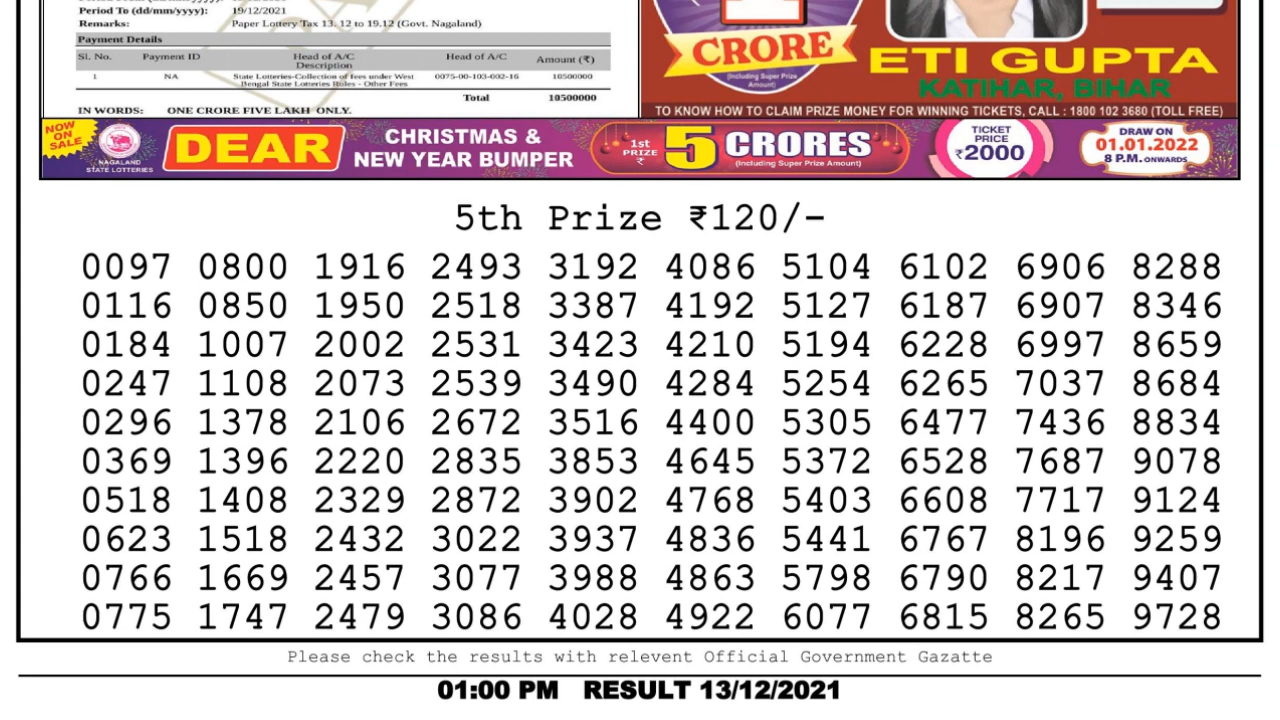 Period To (dd/mm/yyyy): 19/12/2021
Remarks: Paper Lottery Tax 13.12 to 19.12 (Govt. Nagaland)
Payment Details
Sl. No. Payment ID Head of A/C Description Head of A/C Amount (₹)
1 NA State Lotteries-Collection of fees under West Bengal State Lotteries Rules - Other Fees 0075-00-103-002-16 10500000
Total 10500000
IN WORDS: ONE CRORE FIVE LAKH ONLY.
CRORE
(Including Super Prize Amount)
ETI GUPTA
KATIHAR, BIHAR
TO KNOW HOW TO CLAIM PRIZE MONEY FOR WINNING TICKETS, CALL : 1800 102 3680 (TOLL FREE)
NOW ON SALE
NAGALAND STATE LOTTERIES
DEAR
CHRISTMAS &
NEW YEAR BUMPER
1st PRIZE ₹ 5 CRORES
(Including Super Prize Amount)
TICKET PRICE ₹2000
DRAW ON
01.01.2022
8 P.M. ONWARDS
5th Prize ₹120/-
0097 0800 1916 2493 3192 4086 5104 6102 6906 8288
0116 0850 1950 2518 3387 4192 5127 6187 6907 8346
0184 1007 2002 2531 3423 4210 5194 6228 6997 8659
0247 1108 2073 2539 3490 4284 5254 6265 7037 8684
0296 1378 2106 2672 3516 4400 5305 6477 7436 8834
0369 1396 2220 2835 3853 4645 5372 6528 7687 9078
0518 1408 2329 2872 3902 4768 5403 6608 7717 9124
0623 1518 2432 3022 3937 4836 5441 6767 8196 9259
0766 1669 2457 3077 3988 4863 5798 6790 8217 9407
0775 1747 2479 3086 4028 4922 6077 6815 8265 9728
Please check the results with relevent Official Government Gazatte
01:00 PM RESULT 13/12/2021